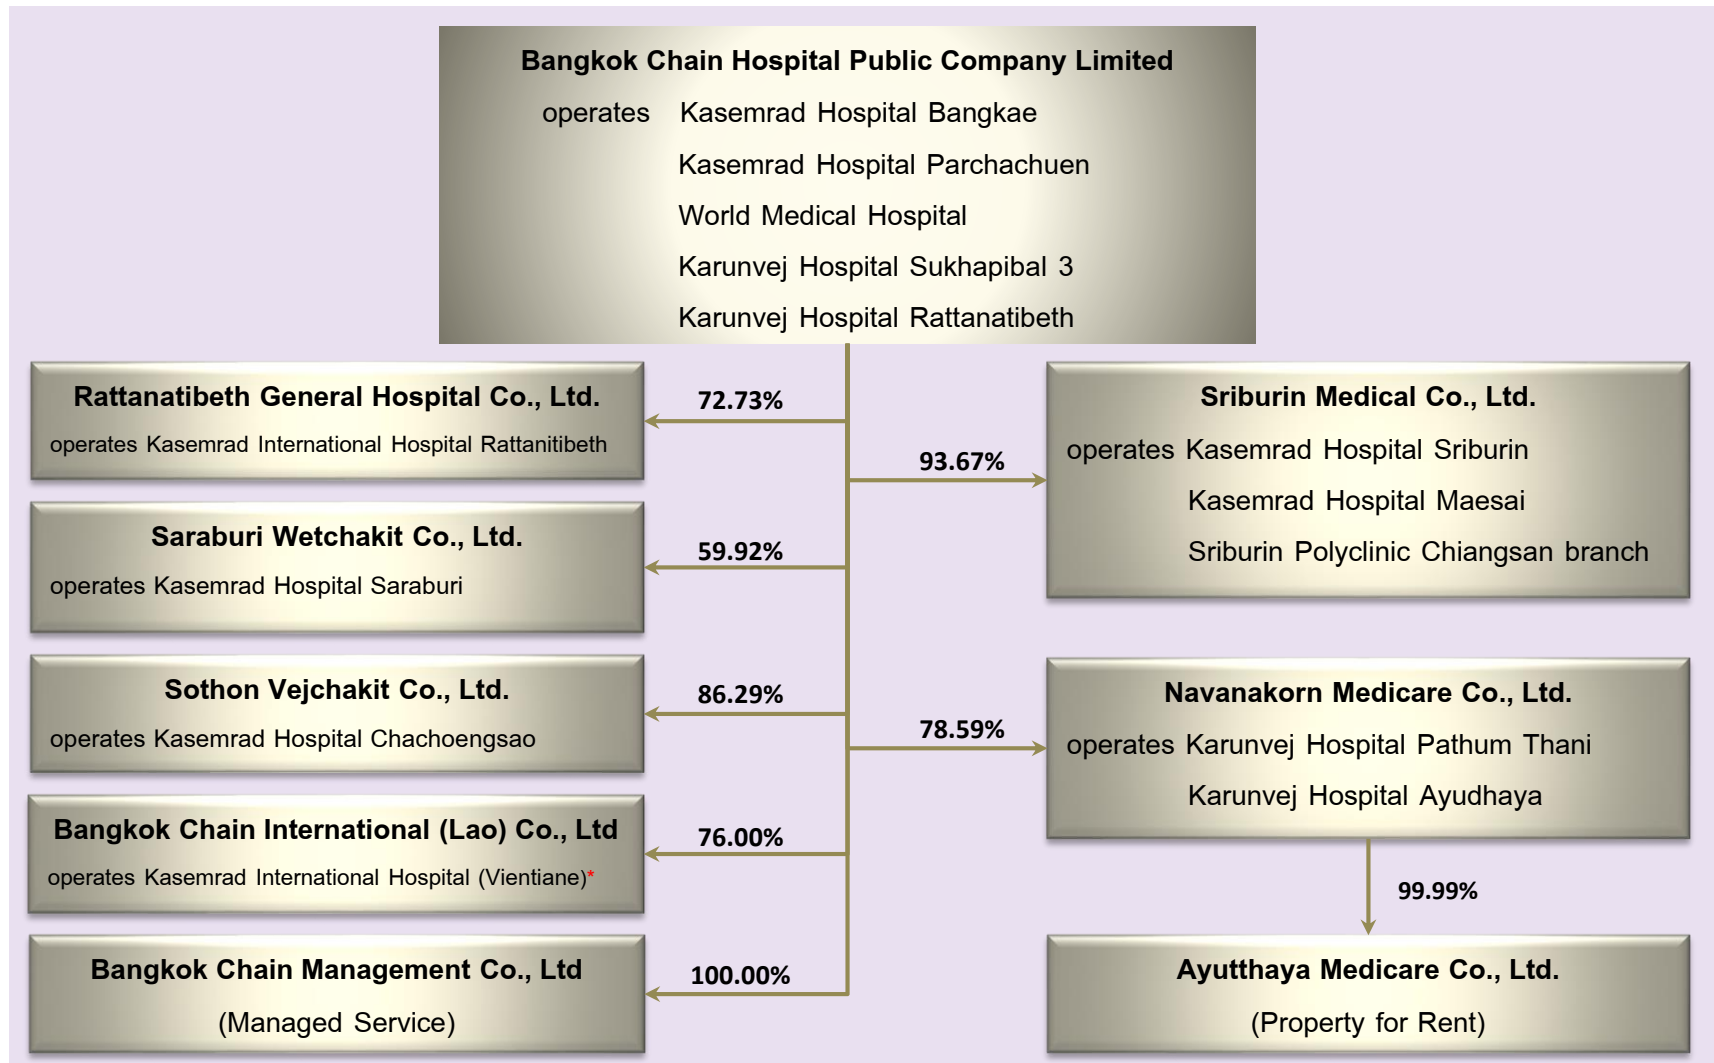 Bangkok Chain Hospital Public Company Limited
operates Kasemrad Hospital Bangkae
Kasemrad Hospital Parchachuen
World Medical Hospital
Karunvej Hospital Sukhapibal 3
Karunvej Hospital Rattanatibeth
Rattanatibeth General Hospital Co., Ltd.
operates Kasemrad International Hospital Rattanitibeth
72.73%
Saraburi Wetchakit Co., Ltd.
operates Kasemrad Hospital Saraburi
59.92%
Sothon Vejchakit Co., Ltd.
operates Kasemrad Hospital Chachoengsao
86.29%
Bangkok Chain International (Lao) Co., Ltd
operates Kasemrad International Hospital (Vientiane)*
76.00%
Bangkok Chain Management Co., Ltd
(Managed Service)
100.00%
93.67%
Sriburin Medical Co., Ltd.
operates Kasemrad Hospital Sriburin
Kasemrad Hospital Maesai
Sriburin Polyclinic Chiangsan branch
78.59%
Navanakorn Medicare Co., Ltd.
operates Karunvej Hospital Pathum Thani
Karunvej Hospital Ayudhaya
99.99%
Ayutthaya Medicare Co., Ltd.
(Property for Rent)